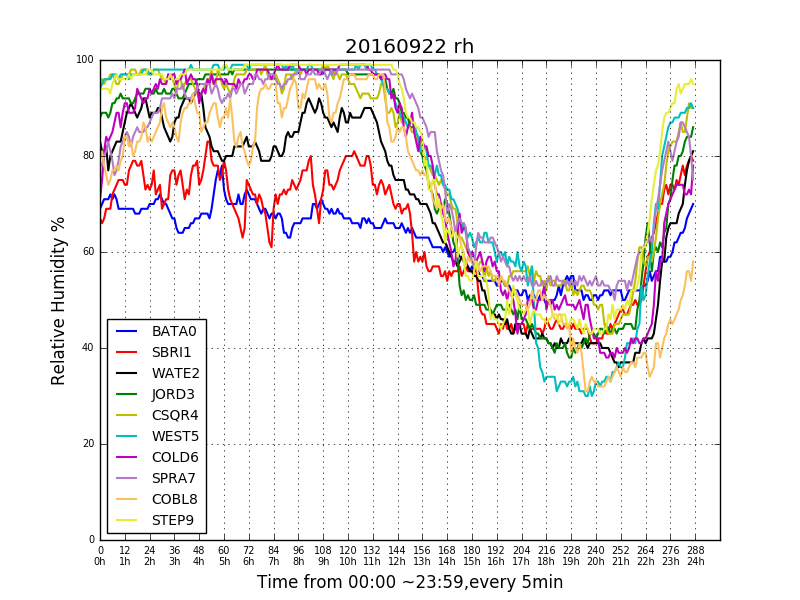 20160922 rh
Relative Humidity %
100
80
60
40
20
0
BATA0
SBRI1
WATE2
JORD3
CSQR4
WEST5
COLD6
SPRA7
COBL8
STEP9
0 12 24 36 48 60 72 84 96 108 120 132 144 156 168 180 192 204 216 228 240 252 264 276 288
0h 1h 2h 3h 4h 5h 6h 7h 8h 9h 10h 11h 12h 13h 14h 15h 16h 17h 18h 19h 20h 21h 22h 23h 24h
Time from 00:00 ~23:59,every 5min